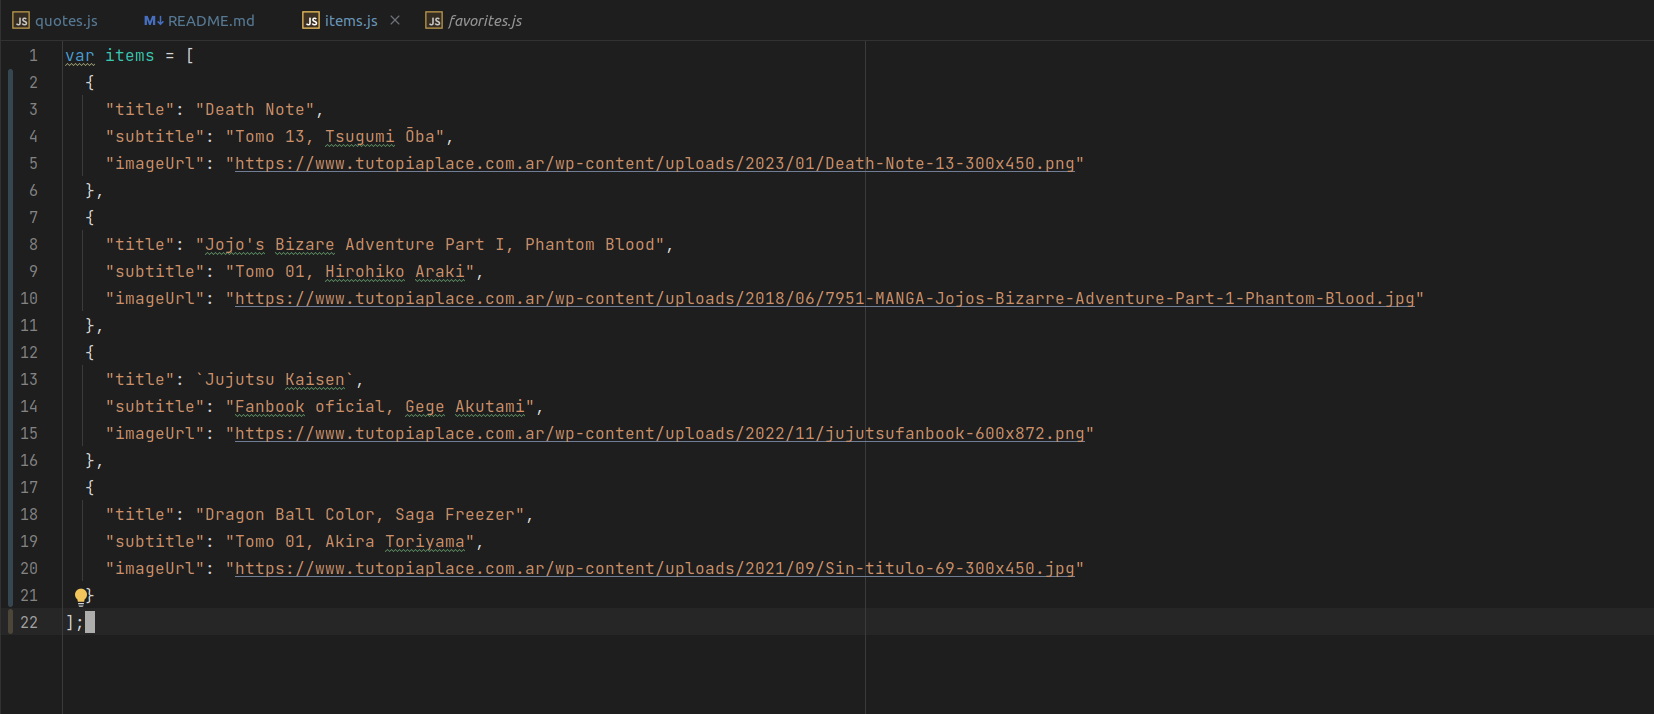 JS quotes.js M↓ README.md JS items.js × JS favorites.js
1 var items = [
2 {
3 "title": "Death Note",
4 "subtitle": "Tomo 13, Tsugumi Ōba",
5 "imageUrl": "https://www.tutopiaplace.com.ar/wp-content/uploads/2023/01/Death-Note-13-300x450.png"
6 },
7 {
8 "title": "Jojo's Bizare Adventure Part I, Phantom Blood",
9 "subtitle": "Tomo 01, Hirohiko Araki",
10 "imageUrl": "https://www.tutopiaplace.com.ar/wp-content/uploads/2018/06/7951-MANGA-Jojos-Bizarre-Adventure-Part-1-Phantom-Blood.jpg"
11 },
12 {
13 "title": `Jujutsu Kaisen`,
14 "subtitle": "Fanbook oficial, Gege Akutami",
15 "imageUrl": "https://www.tutopiaplace.com.ar/wp-content/uploads/2022/11/jujutsufanbook-600x872.png"
16 },
17 {
18 "title": "Dragon Ball Color, Saga Freezer",
19 "subtitle": "Tomo 01, Akira Toriyama",
20 "imageUrl": "https://www.tutopiaplace.com.ar/wp-content/uploads/2021/09/Sin-titulo-69-300x450.jpg"
21 }
22 ];